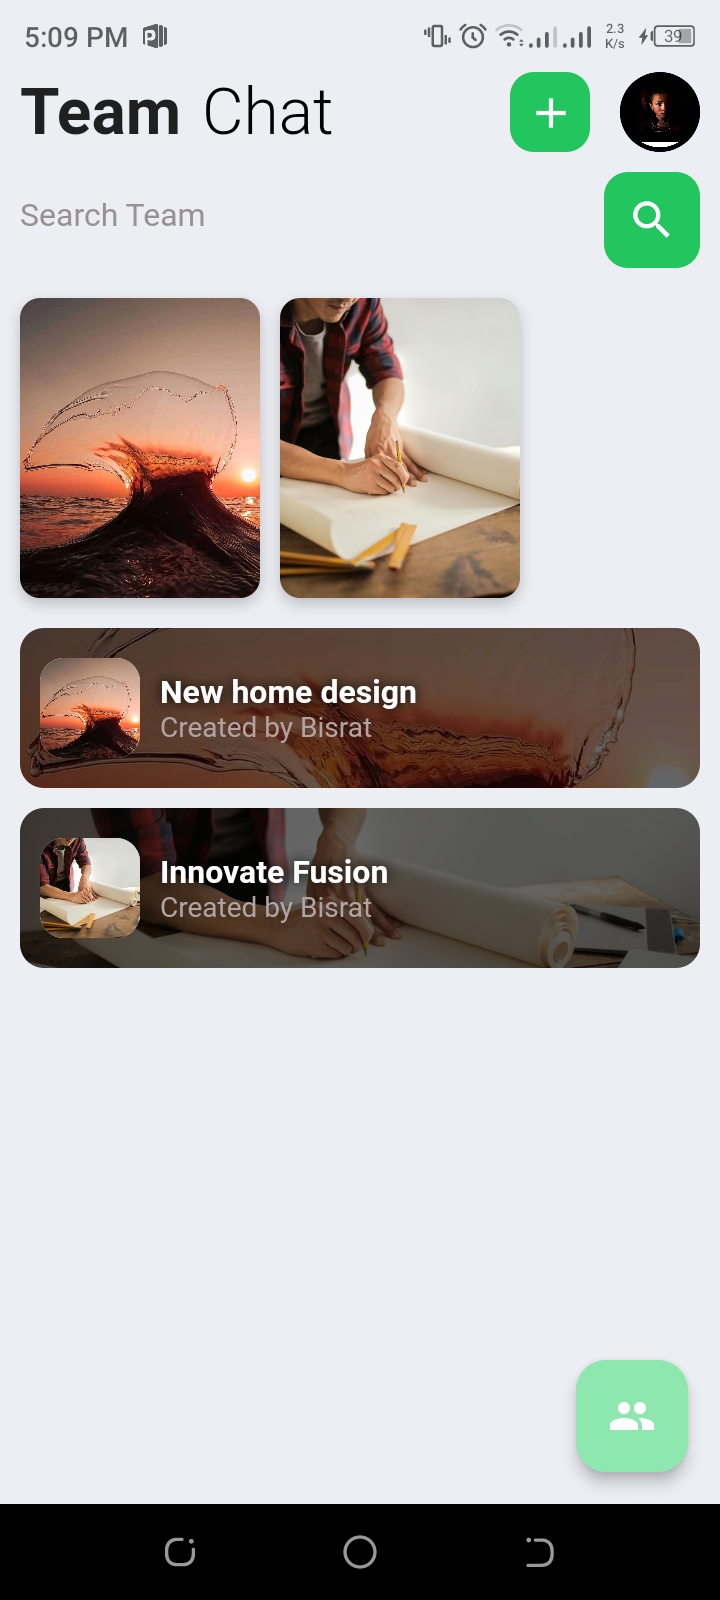 5:09 PM
2.3
K/s
39
Team Chat
Search Team
New home design
Created by Bisrat
Innovate Fusion
Created by Bisrat